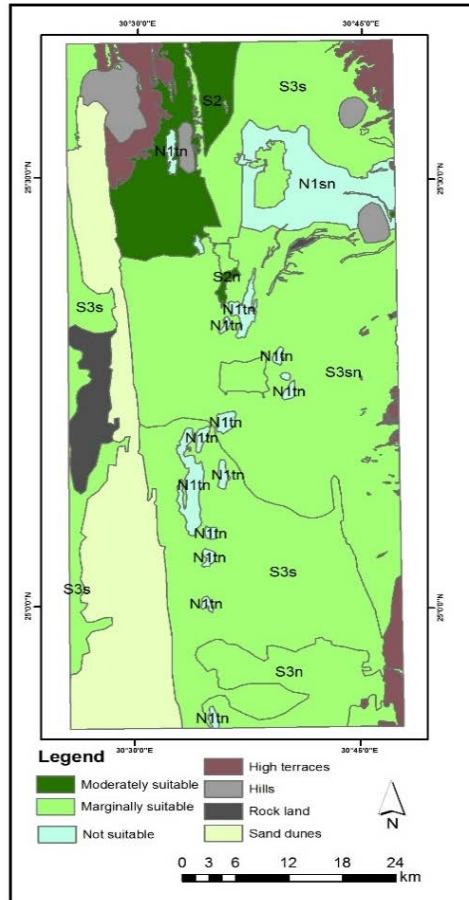 30°30'0"E 30°45'0"E
S2 S3s
N1tn
25°30'0"N 25°30'0"N
N1sn
S2n
S3s
N1tn
N1tn
N1tn
S3sn
N1tn
N1tn
N1tn
N1tn
N1tn
N1tn
N1tn
S3s
S3s
25°0'0"N 25°0'0"N
N1tn
S3n
N1tn
30°30'0"E 30°45'0"E
Legend
Moderately suitable
Marginally suitable
Not suitable
High terraces
Hills
Rock land
Sand dunes
N
0 3 6 12 18 24
km